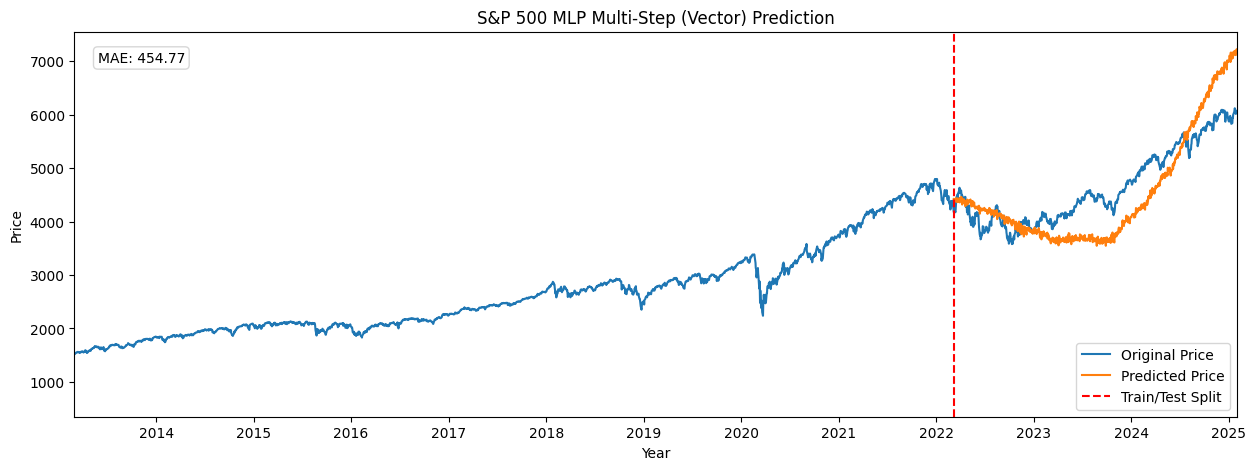 S&P 500 MLP Multi-Step (Vector) Prediction
MAE: 454.77
Price
7000
6000
5000
4000
3000
2000
1000
Original Price
Predicted Price
Train/Test Split
2014 2015 2016 2017 2018 2019 2020 2021 2022 2023 2024 2025
Year